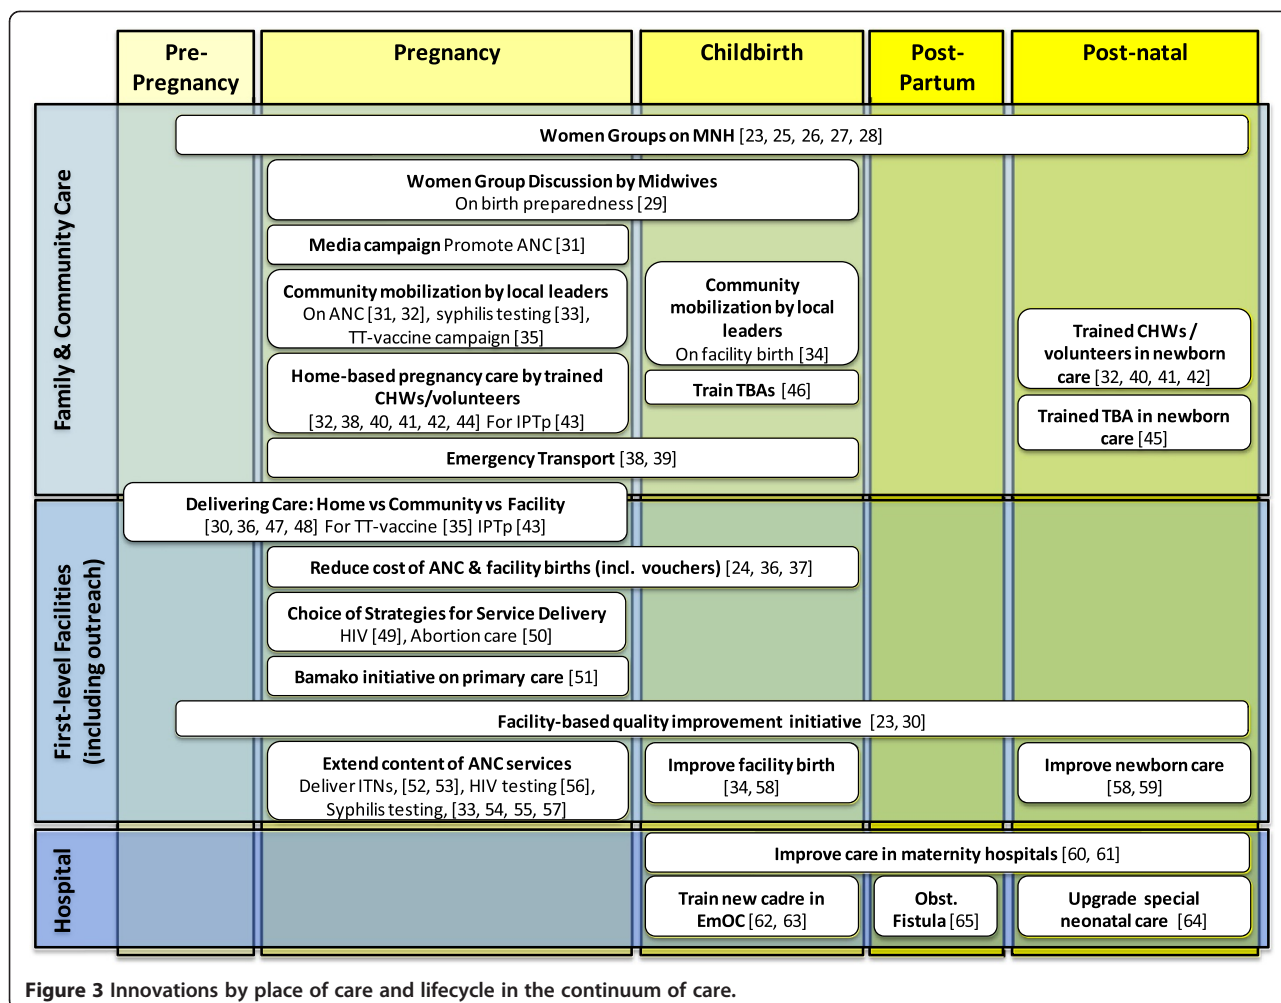 Pre-
Pregnancy
Pregnancy
Childbirth
Post-
Partum
Post-natal
Family & Community Care
Women Groups on MNH [23, 25, 26, 27, 28]
Women Group Discussion by Midwives
On birth preparedness [29]
Media campaign Promote ANC [31]
Community mobilization by local leaders
On ANC [31, 32], syphilis testing [33],
TT-vaccine campaign [35]
Community
mobilization by local
leaders
On facility birth [34]
Trained CHWs /
volunteers in newborn
care [32, 40, 41, 42]
Home-based pregnancy care by trained
CHWs/volunteers
[32, 38, 40, 41, 42, 44] For IPTp [43]
Train TBAs [46]
Trained TBA in newborn
care [45]
Emergency Transport [38, 39]
First-level Facilities
(including outreach)
Delivering Care: Home vs Community vs Facility
[30, 36, 47, 48] For TT-vaccine [35] IPTp [43]
Reduce cost of ANC & facility births (incl. vouchers) [24, 36, 37]
Choice of Strategies for Service Delivery
HIV [49], Abortion care [50]
Bamako initiative on primary care [51]
Facility-based quality improvement initiative [23, 30]
Extend content of ANC services
Deliver ITNs, [52, 53], HIV testing [56],
Syphilis testing, [33, 54, 55, 57]
Improve facility birth
[34, 58]
Improve newborn care
[58, 59]
Hospital
Improve care in maternity hospitals [60, 61]
Train new cadre in
EmOC [62, 63]
Obst.
Fistula [65]
Upgrade special
neonatal care [64]
Figure 3 Innovations by place of care and lifecycle in the continuum of care.